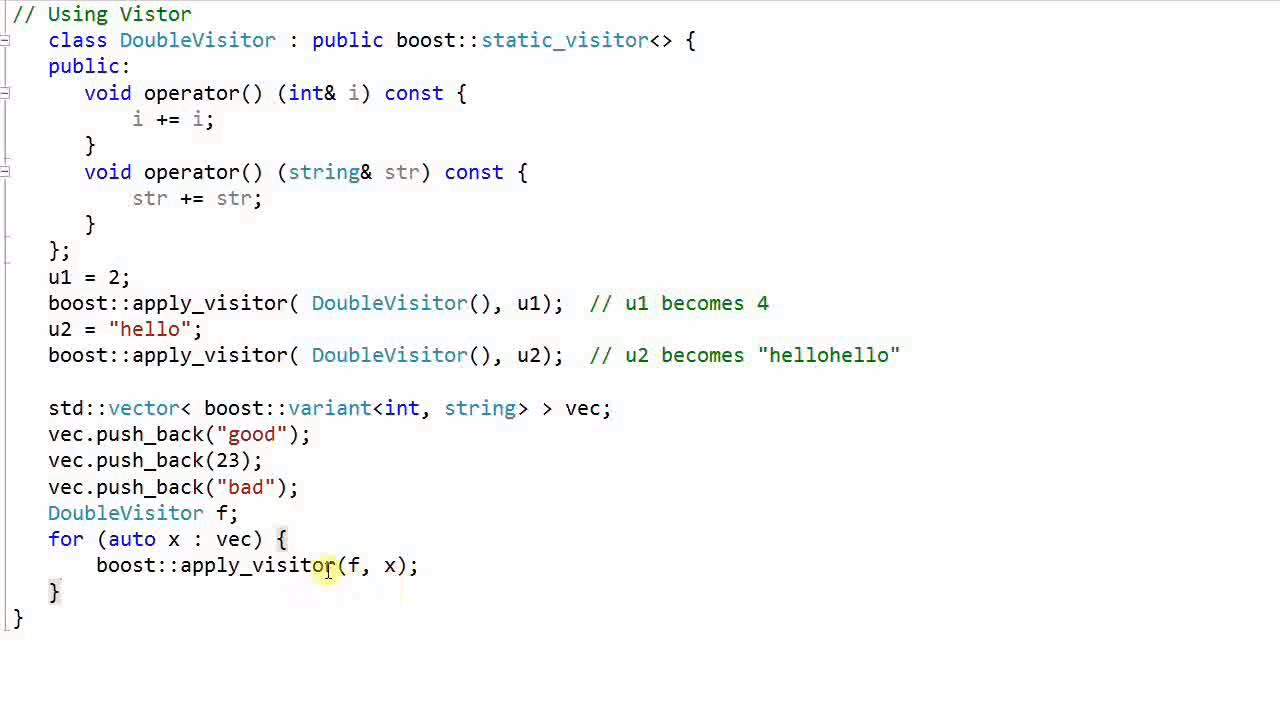 // Using Vistor
class DoubleVisitor : public boost::static_visitor<> {
public:
void operator() (int& i) const {
i += i;
}
void operator() (string& str) const {
str += str;
}
};
u1 = 2;
boost::apply_visitor( DoubleVisitor(), u1);  // u1 becomes 4
u2 = "hello";
boost::apply_visitor( DoubleVisitor(), u2);  // u2 becomes "hellohello"
std::vector< boost::variant<int, string> > vec;
vec.push_back("good");
vec.push_back(23);
vec.push_back("bad");
DoubleVisitor f;
for (auto x : vec) {
boost::apply_visitor(f, x);
}
}